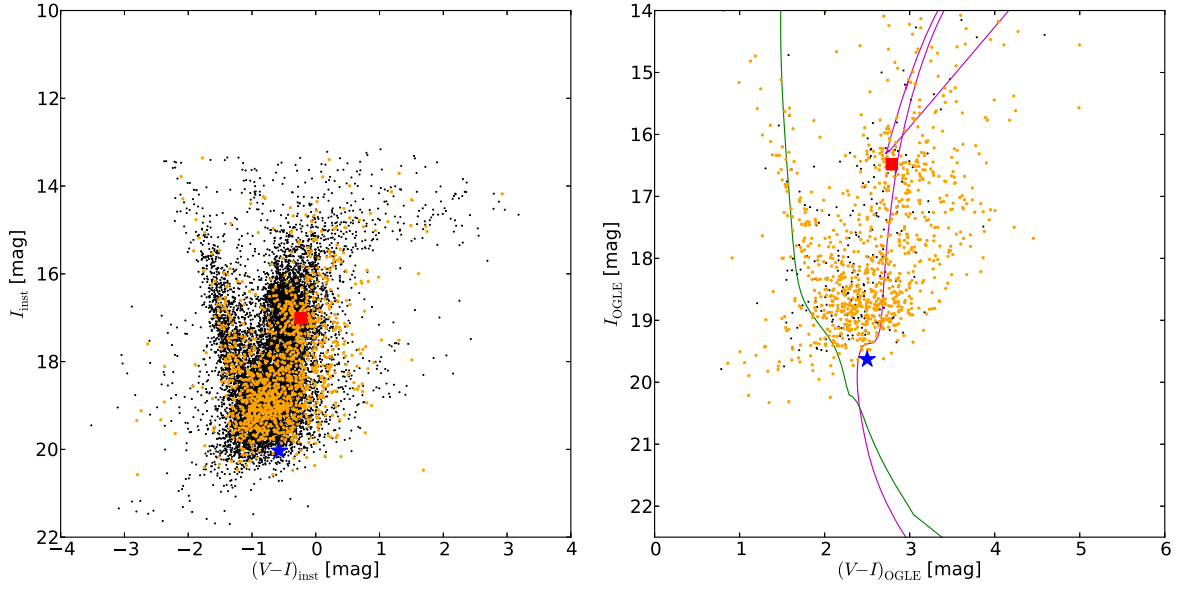 10
12
14
16
18
20
22
I_inst [mag]
−4 −3 −2 −1 0 1 2 3 4
(V−I)_inst [mag]
14
15
16
17
18
19
20
21
22
I_OGLE [mag]
0 1 2 3 4 5 6
(V−I)_OGLE [mag]